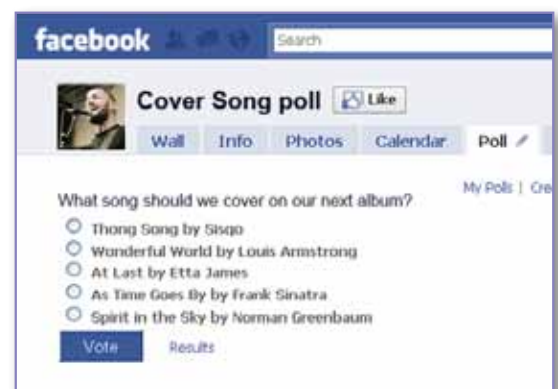 facebook Search
Cover Song poll Like
Wall Info Photos Calendar Poll
My Polls | Cre
What song should we cover on our next album?
Thong Song by Sisqo
Wonderful World by Louis Armstrong
At Last by Etta James
As Time Goes By by Frank Sinatra
Spirit in the Sky by Norman Greenbaum
Vote Results